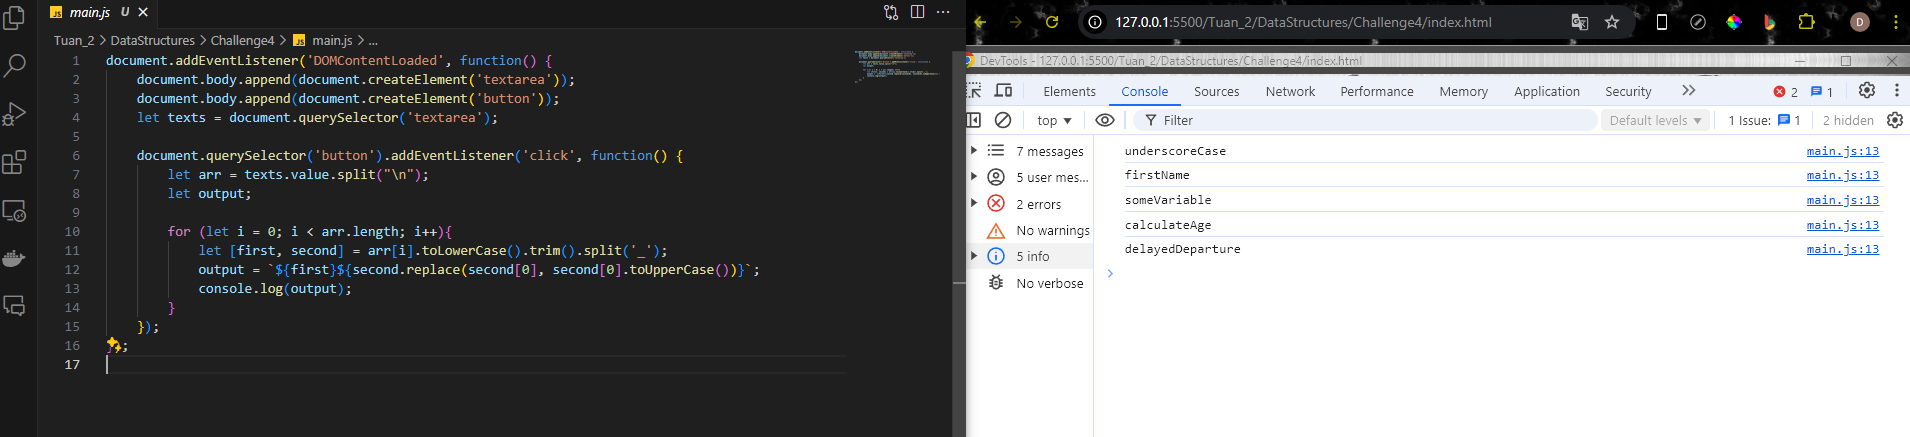 main.js U
Tuan_2 > DataStructures > Challenge4 > JS main.js > ...
1 document.addEventListener('DOMContentLoaded', function() {
2 document.body.append(document.createElement('textarea'));
3 document.body.append(document.createElement('button'));
4 let texts = document.querySelector('textarea');
5
6 document.querySelector('button').addEventListener('click', function() {
7 let arr = texts.value.split("\n");
8 let output;
9
10 for (let i = 0; i < arr.length; i++){
11 let [first, second] = arr[i].toLowerCase().trim().split('_');
12 output = `${first}${second.replace(second[0], second[0].toUpperCase())}`;
13 console.log(output);
14 }
15 });
16 });
17
127.0.0.1:5500/Tuan_2/DataStructures/Challenge4/index.html
D
DevTools - 127.0.0.1:5500/Tuan_2/DataStructures/Challenge4/index.html
Elements Console Sources Network Performance Memory Application Security 2 1
top Filter Default levels 1 Issue: 1 2 hidden
7 messages
5 user mes...
2 errors
No warnings
5 info
No verbose
underscoreCase main.js:13
firstName main.js:13
someVariable main.js:13
calculateAge main.js:13
delayedDeparture main.js:13